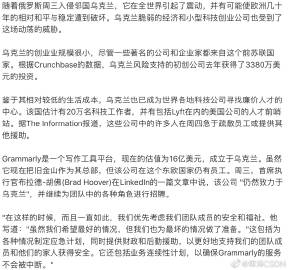 随着俄罗斯周三入侵邻国乌克兰，它在全世界引起了震动，并有可能使欧洲几十
年的相对和平与稳定遭到破坏。乌克兰脆弱的经济和小型科技创业公司也受到了
这场动荡的威胁。
乌克兰的创业业规模很小，尽管一些著名的公司和企业家都来自这个前苏联国
家。根据Crunchbase的数据，乌克兰风险支持的初创公司去年获得了3380万美
元的投资。
鉴于其相对较低的生活成本，乌克兰也已成为世界各地科技公司寻找廉价人才的
中心。该国估计有20万名科技工作者，并有包括Lyft在内的美国公司的人才前哨
站。据The Information报道，这些公司中的许多人在周四急于疏散员工或提供其
他援助。
Grammarly是一个写作工具平台，现在的估值为16亿美元，成立于乌克兰。虽然
它现在把旧金山作为其总部，但该公司在这个东欧国家仍有员工。周三，首席执
行官布拉德-胡佛(Brad Hoover)在LinkedIn的一篇文章中说，该公司 "仍然致力于
乌克兰"，并继续为团队中的各种角色进行招聘。
"在这样的时候，而且一直如此，我们优先考虑我们团队成员的安全和福祉。他
写道："虽然我们希望最好的情况，但我们也为最坏的情况做了准备。"这包括为
各种情况制定应急计划，同时提供财政和后勤援助，以更好地支持我们的团队成
员和他们的家人获得安全。它还包括业务连续性计划，以确保Grammarly的服务
不会被中断。"